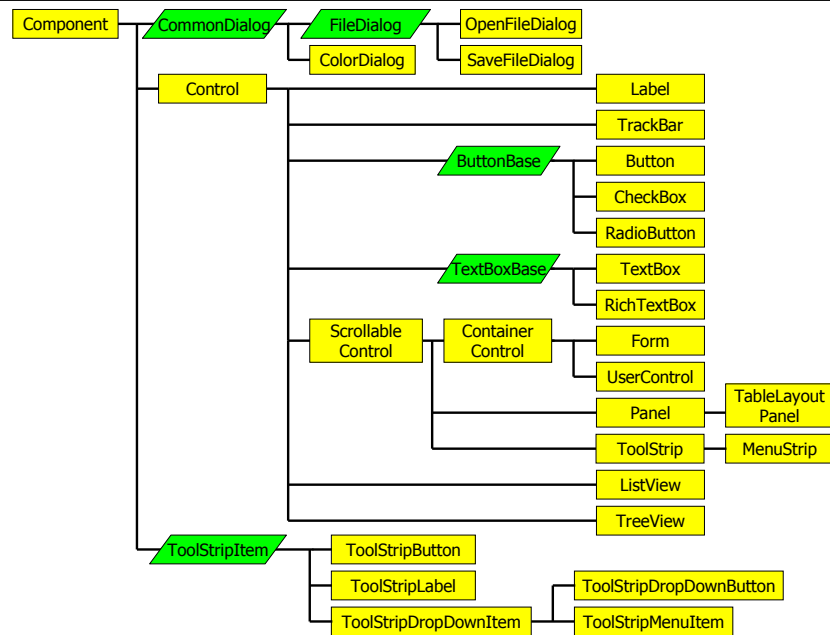 Component
CommonDialog
FileDialog
OpenFileDialog
ColorDialog
SaveFileDialog
Control
Label
TrackBar
ButtonBase
Button
CheckBox
RadioButton
TextBoxBase
TextBox
RichTextBox
Scrollable
Control
Container
Control
Form
UserControl
Panel
TableLayout
Panel
ToolStrip
MenuStrip
ListView
TreeView
ToolStripItem
ToolStripButton
ToolStripLabel
ToolStripDropDownButton
ToolStripDropDownItem
ToolStripMenuItem